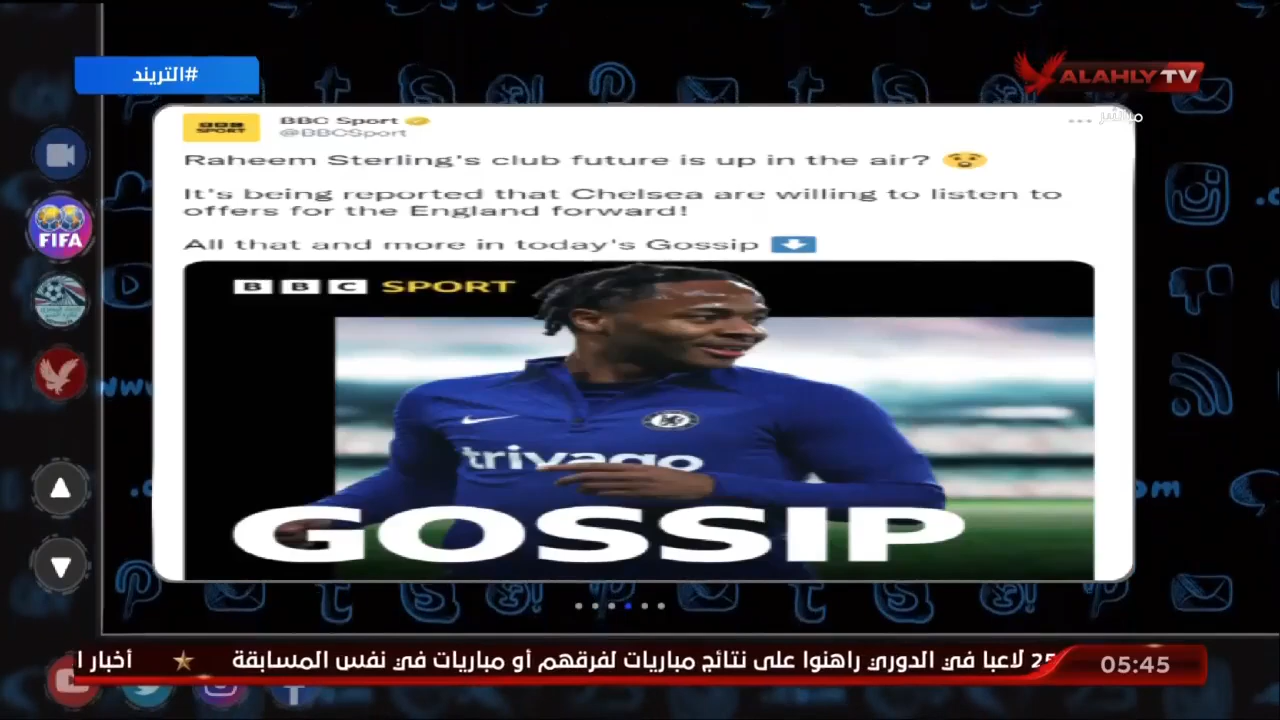 #التريند
ALAHLY TV
مباشر
SPORT
BBC Sport
@BBCSport
Raheem Sterling's club future is up in the air? 😲
It's being reported that Chelsea are willing to listen to
offers for the England forward!
All that and more in today's Gossip ⬇️
BBC SPORT
FIFA
trivago
GOSSIP
25 لاعبا في الدوري راهنوا على نتائج مباريات لفرقهم أو مباريات في نفس المسابقة ★ أخبار ا
05:45